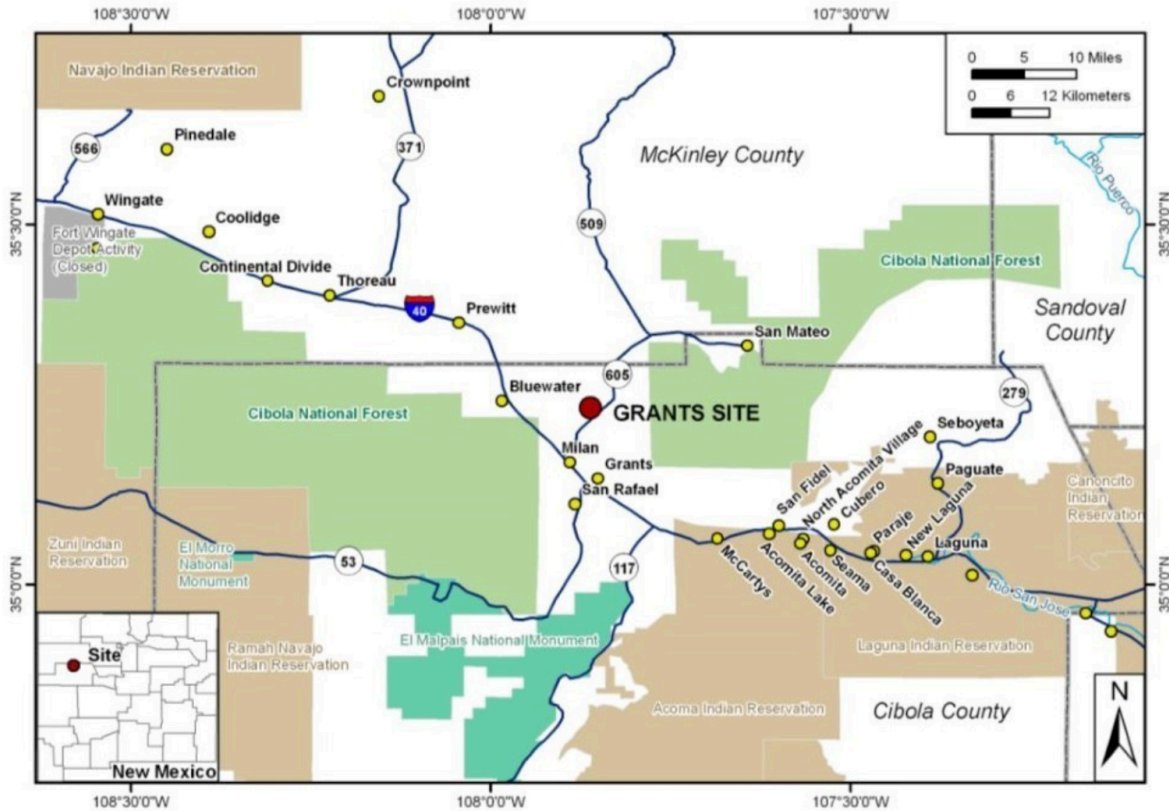 108°30'0"W
108°0'0"W
107°30'0"W
Navajo Indian Reservation
Crownpoint
0 5 10 Miles
0 6 12 Kilometers
566
Pinedale
371
McKinley County
Rio Puerco
509
Wingate
Coolidge
35°30'0"N
35°30'0"N
Fort Wingate
Depot Activity
(Closed)
Continental Divide
Thoreau
Cibola National Forest
40
Prewitt
Sandoval
County
San Mateo
605
Bluewater
279
Cibola National Forest
GRANTS SITE
Seboyeta
Milan
Grants
San Rafael
Paguate
San Fidel
North Acomita Village
Cubero
Paraje
New Laguna
Laguna
Canoncito
Indian
Reservation
Zuni Indian
Reservation
El Morro
National
Monument
53
117
McCartys
Acomita Lake
Acomita
Seama
Casa Blanca
Rio San Jose
35°0'0"N
35°0'0"N
El Malpais National Monument
Laguna Indian Reservation
Ramah Navajo
Indian Reservation
Site
Acoma Indian Reservation
Cibola County
N
New Mexico
108°30'0"W
108°0'0"W
107°30'0"W